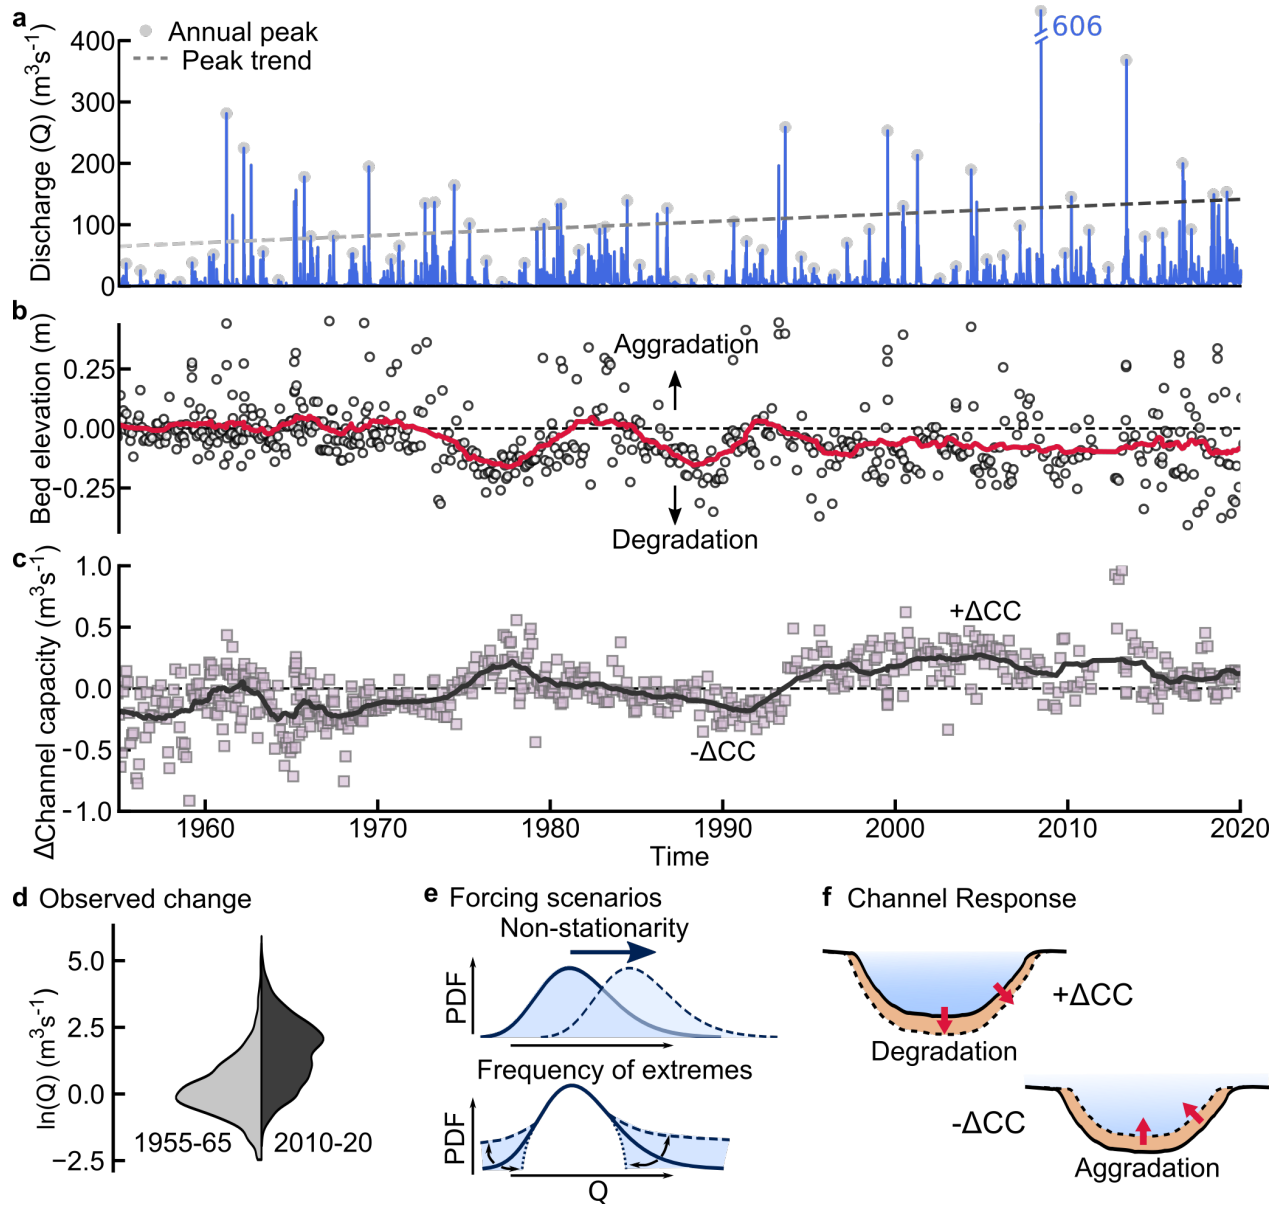 a
Annual peak
Peak trend
606
Discharge (Q) (m³s⁻¹)
400
300
200
100
0
b
Bed elevation (m)
0.25
0.00
−0.25
Aggradation
Degradation
c
ΔChannel capacity (m³s⁻¹)
1.0
0.5
0.0
−0.5
−1.0
+ΔCC
-ΔCC
1960
1970
1980
1990
2000
2010
2020
Time
d Observed change
ln(Q) (m³s⁻¹)
5.0
2.5
0.0
−2.5
1955-65
2010-20
e Forcing scenarios
Non-stationarity
PDF
Frequency of extremes
PDF
Q
f Channel Response
+ΔCC
Degradation
-ΔCC
Aggradation